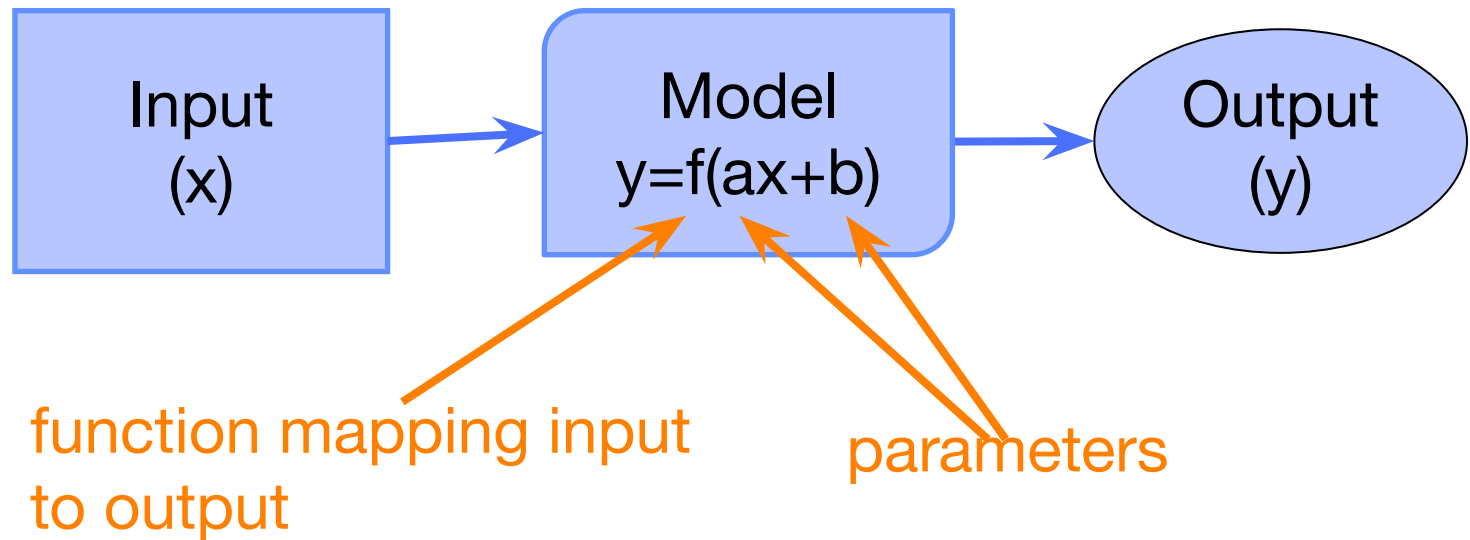 Input
(x)
Model
y=f(ax+b)
Output
(y)
function mapping input
to output
parameters